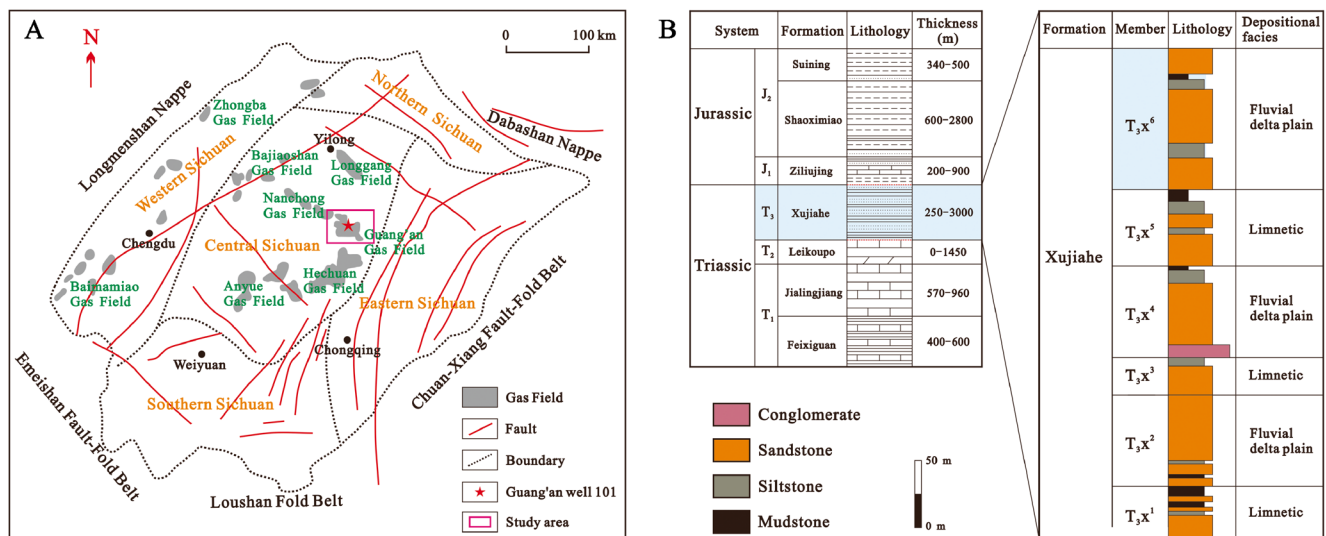 A
N
0 100 km
Longmenshan Nappe
Zhongba
Gas Field
Northern Sichuan
Dabashan Nappe
Western Sichuan
Yilong
Bajiaoshan
Gas Field
Longgang
Gas Field
Nanchong
Gas Field
Chengdu
Central Sichuan
Guang'an
Gas Field
Hechuan
Gas Field
Anyue
Gas Field
Baimamiao
Gas Field
Eastern Sichuan
Chuan-Xiang Fault-Fold Belt
Weiyuan
Chongqing
Southern Sichuan
Emeishan Fault-Fold
Belt
Loushan Fold Belt
Gas Field
Fault
Boundary
Guang'an well 101
Study area
B
System Formation Lithology Thickness
(m)
Jurassic J₂ Suining 340-500
Shaoximiao 600-2800
J₁ Ziliujing 200-900
Triassic T₃ Xujiahe 250-3000
T₂ Leikoupo 0-1450
T₁ Jialingjiang 570-960
Feixiguan 400-600
Conglomerate
Sandstone
Siltstone
Mudstone
50 m
0 m
Formation Member Lithology Depositional
facies
Xujiahe
T₃x⁶ Fluvial
delta plain
T₃x⁵ Limnetic
T₃x⁴ Fluvial
delta plain
T₃x³ Limnetic
T₃x² Fluvial
delta plain
T₃x¹ Limnetic